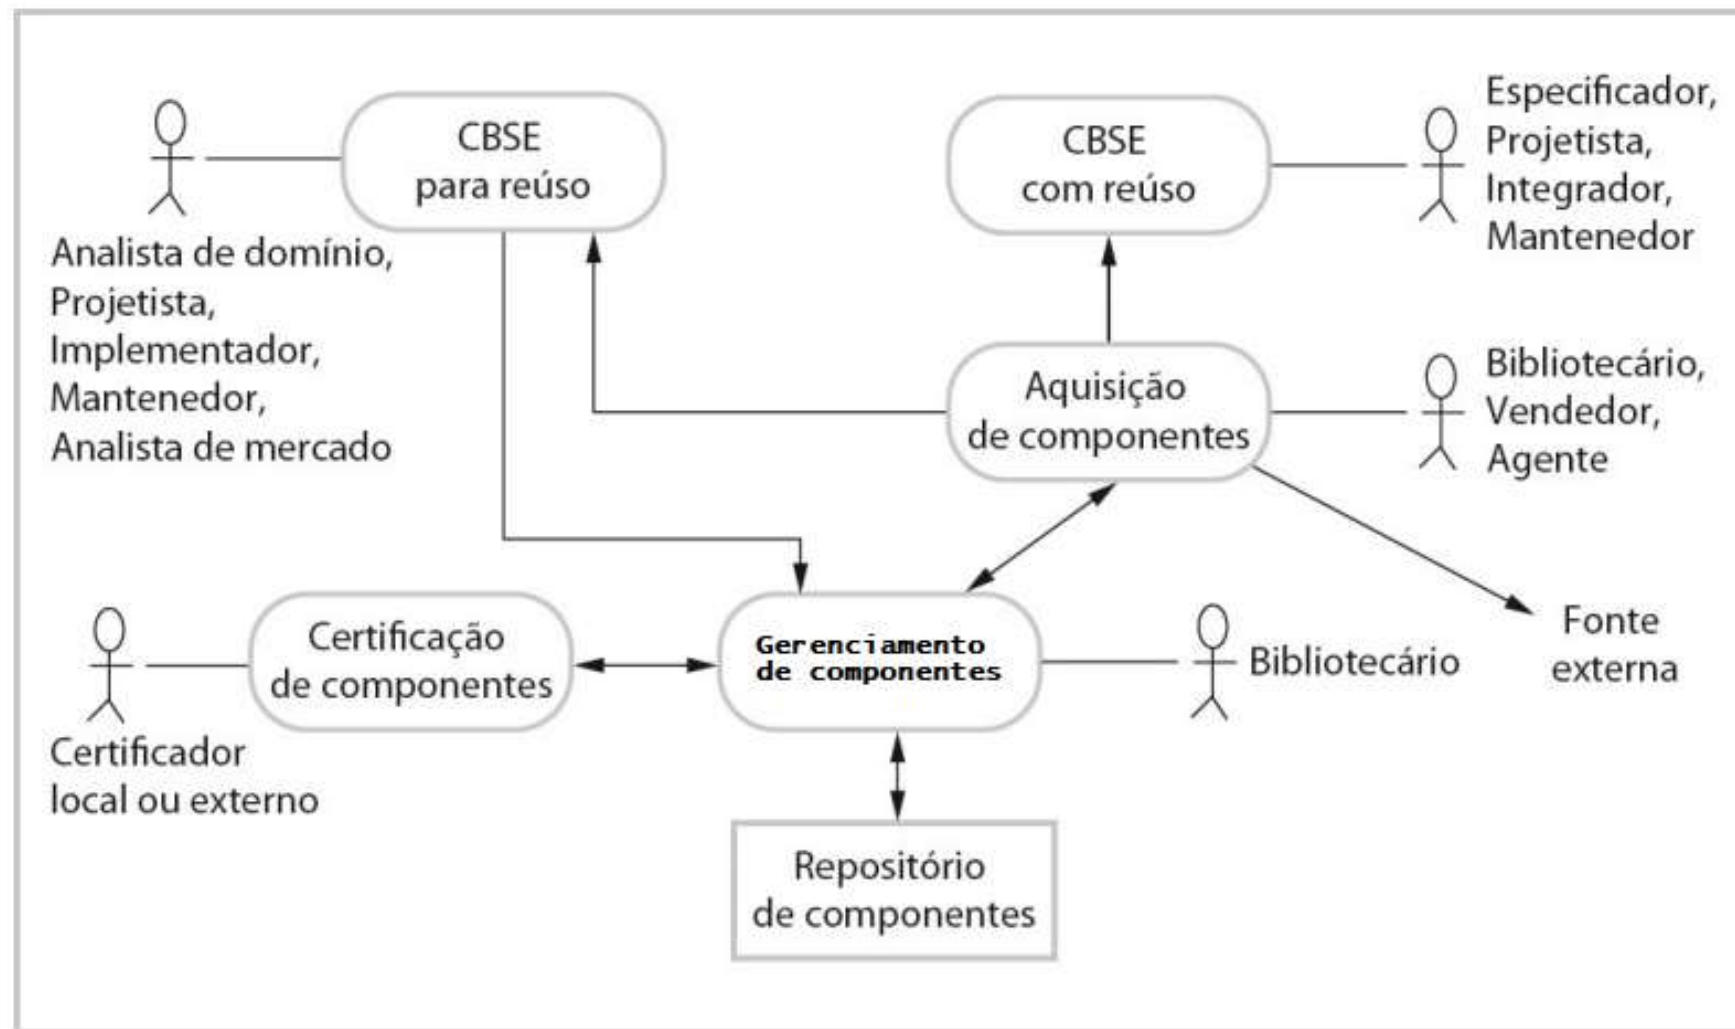 CBSE
para reúso
Analista de domínio,
Projetista,
Implementador,
Mantenedor,
Analista de mercado
CBSE
com reúso
Especificador,
Projetista,
Integrador,
Mantenedor
Aquisição
de componentes
Bibliotecário,
Vendedor,
Agente
Certificação
de componentes
Certificador
local ou externo
Gerenciamento
de componentes
Bibliotecário
Fonte
externa
Repositório
de componentes